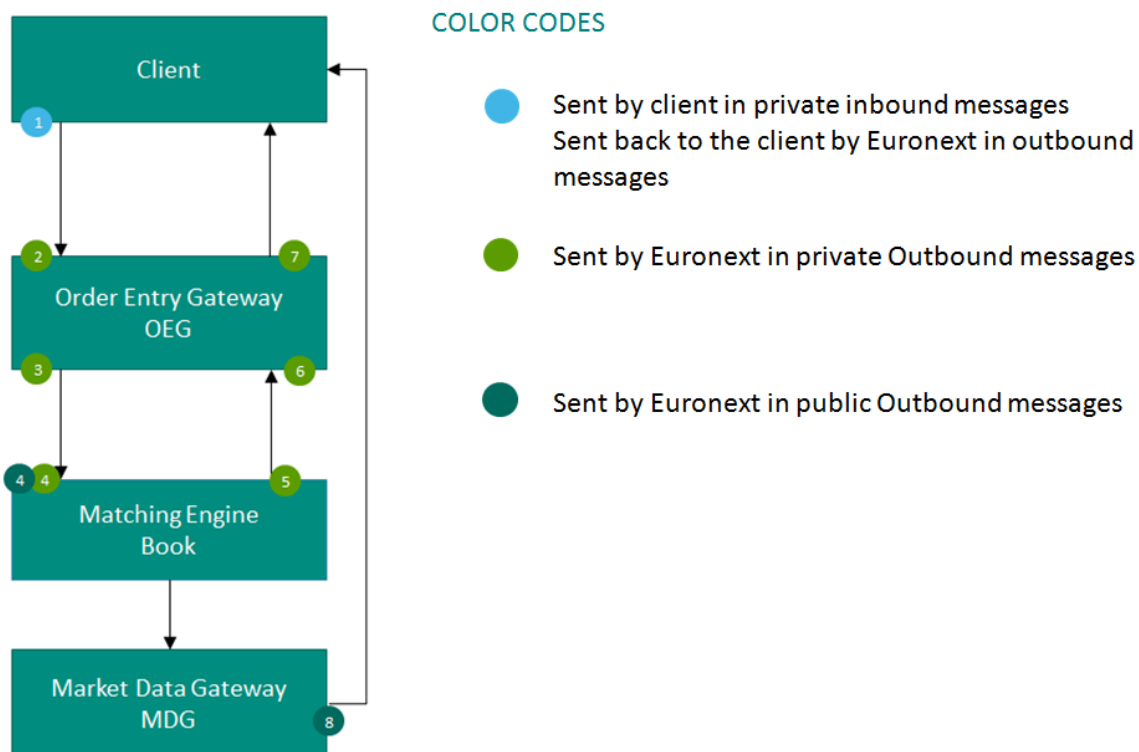 COLOR CODES
Client
1
Sent by client in private inbound messages
Sent back to the client by Euronext in outbound
messages
2
7
Sent by Euronext in private Outbound messages
Order Entry Gateway
OEG
3
6
Sent by Euronext in public Outbound messages
4
4
5
Matching Engine
Book
Market Data Gateway
MDG
8